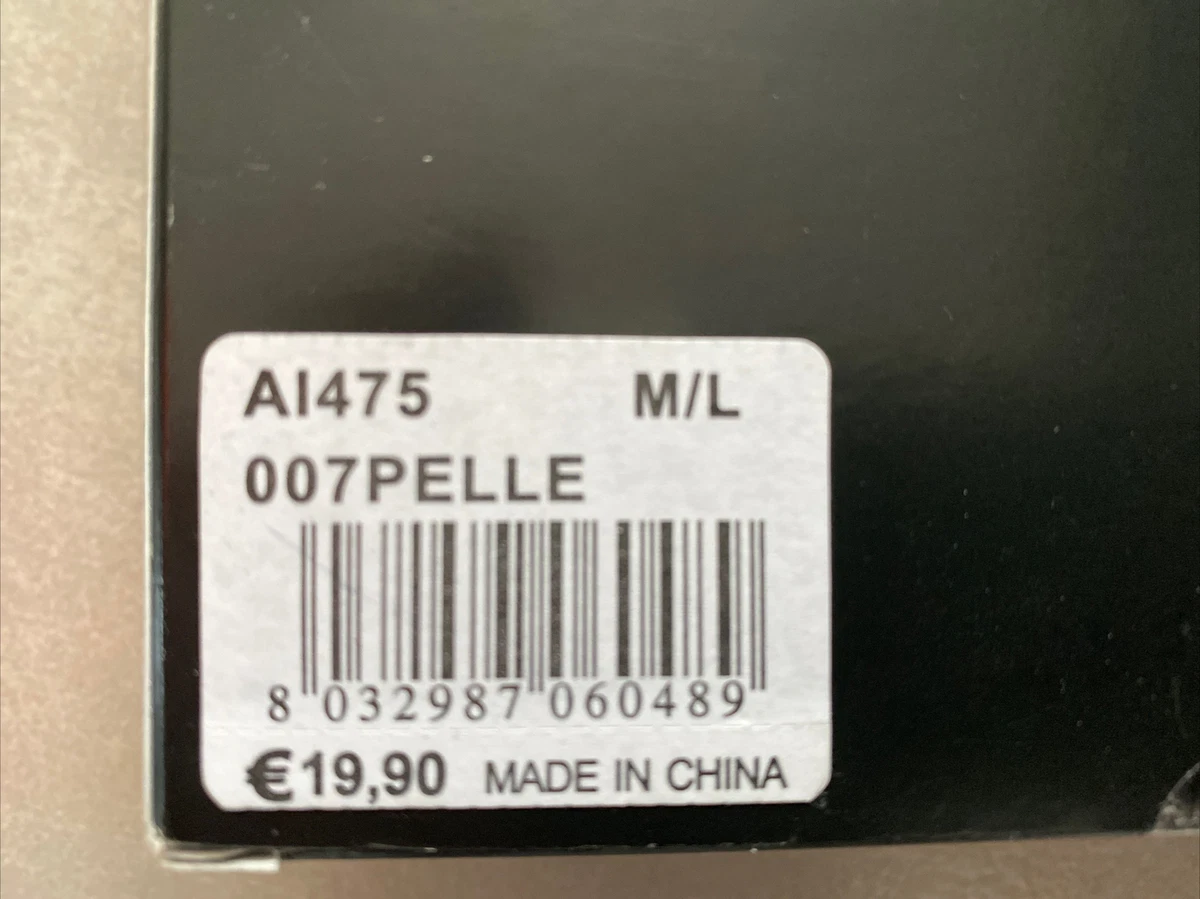 AI475 M/L
007PELLE
8 032987 060489
€19,90 MADE IN CHINA